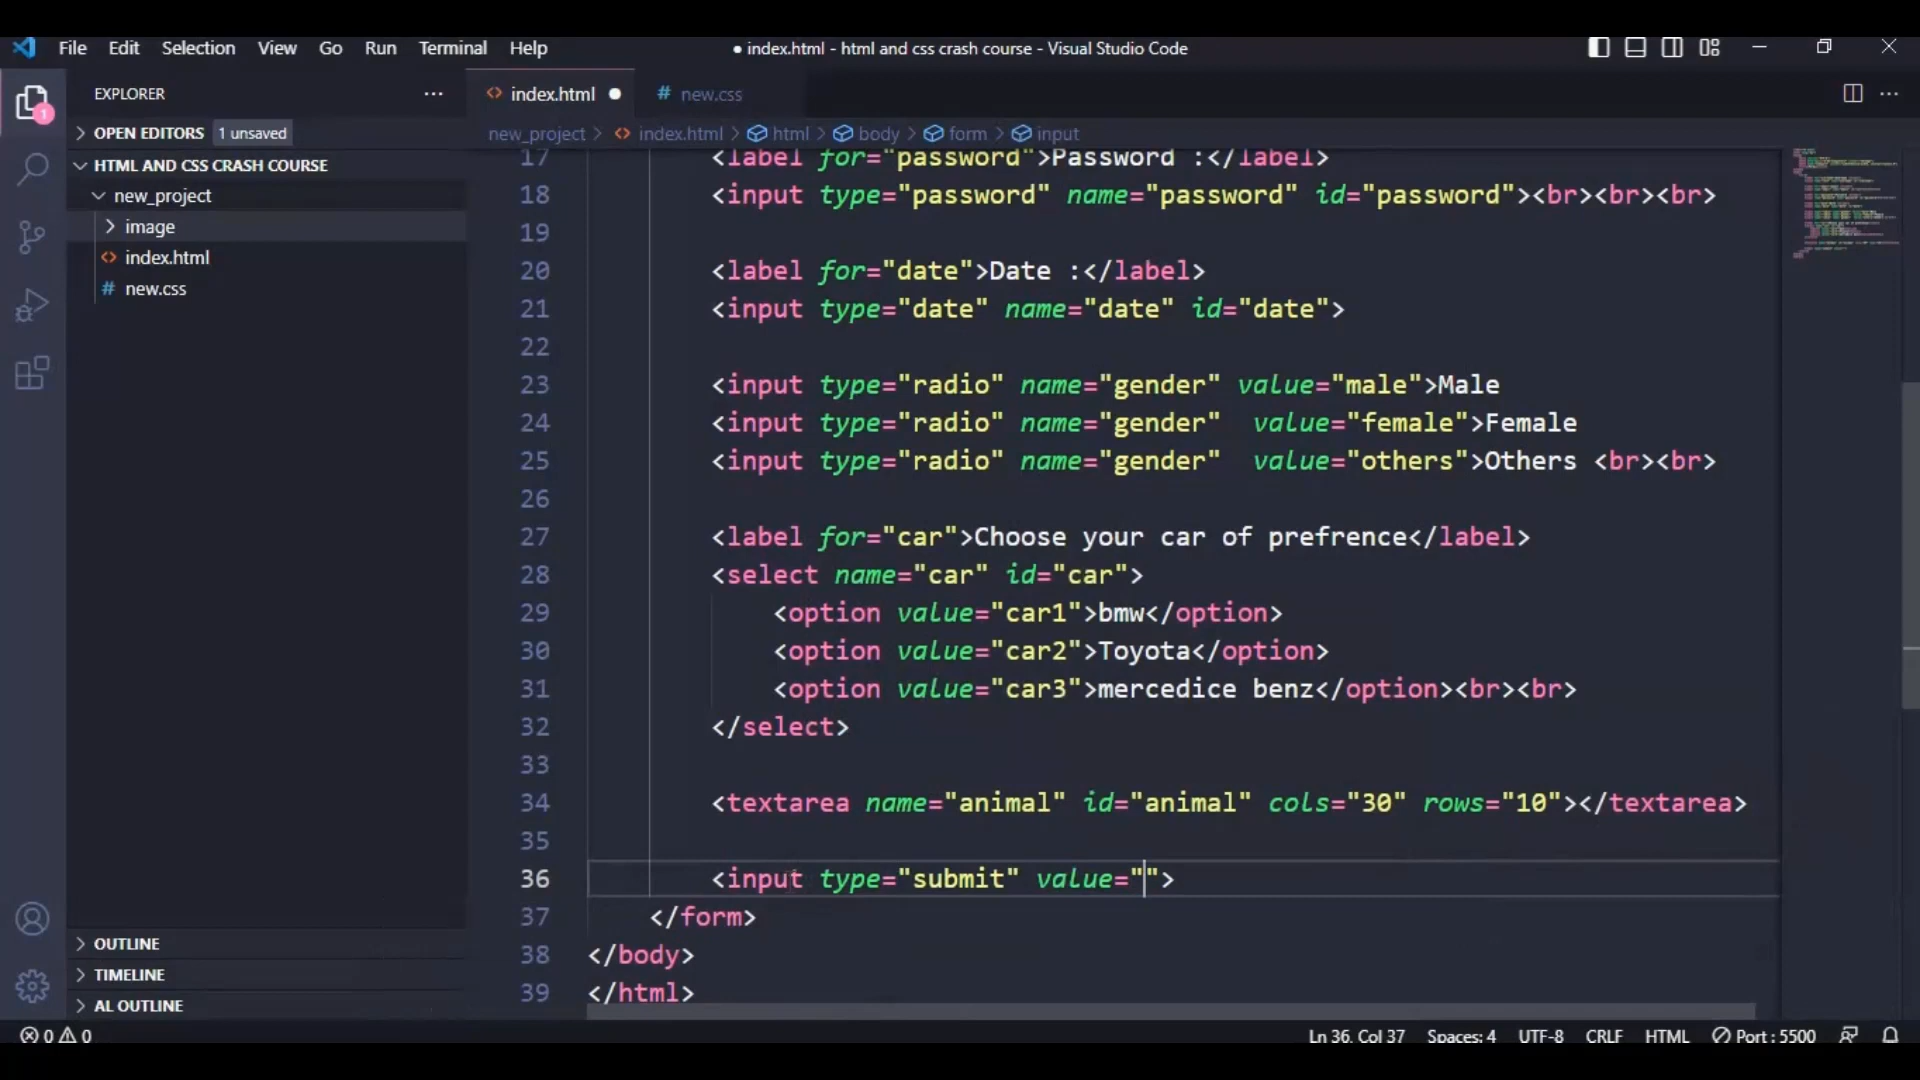 File Edit Selection View Go Run Terminal Help
● index.html - html and css crash course - Visual Studio Code
EXPLORER
1
OPEN EDITORS 1 unsaved
HTML AND CSS CRASH COURSE
new_project
image
index.html
# new.css
OUTLINE
TIMELINE
AL OUTLINE
index.html
# new.css
new_project > index.html > html > body > form > input
17 <label for="password">Password :</label>
18 <input type="password" name="password" id="password"><br><br><br>
19
20 <label for="date">Date :</label>
21 <input type="date" name="date" id="date">
22
23 <input type="radio" name="gender" value="male">Male
24 <input type="radio" name="gender"  value="female">Female
25 <input type="radio" name="gender"  value="others">Others <br><br>
26
27 <label for="car">Choose your car of prefrence</label>
28 <select name="car" id="car">
29 <option value="car1">bmw</option>
30 <option value="car2">Toyota</option>
31 <option value="car3">mercedice benz</option><br><br>
32 </select>
33
34 <textarea name="animal" id="animal" cols="30" rows="10"></textarea>
35
36 <input type="submit" value="">
37 </form>
38 </body>
39 </html>
0 0
Ln 36, Col 37 Spaces: 4 UTF-8 CRLF HTML Port : 5500